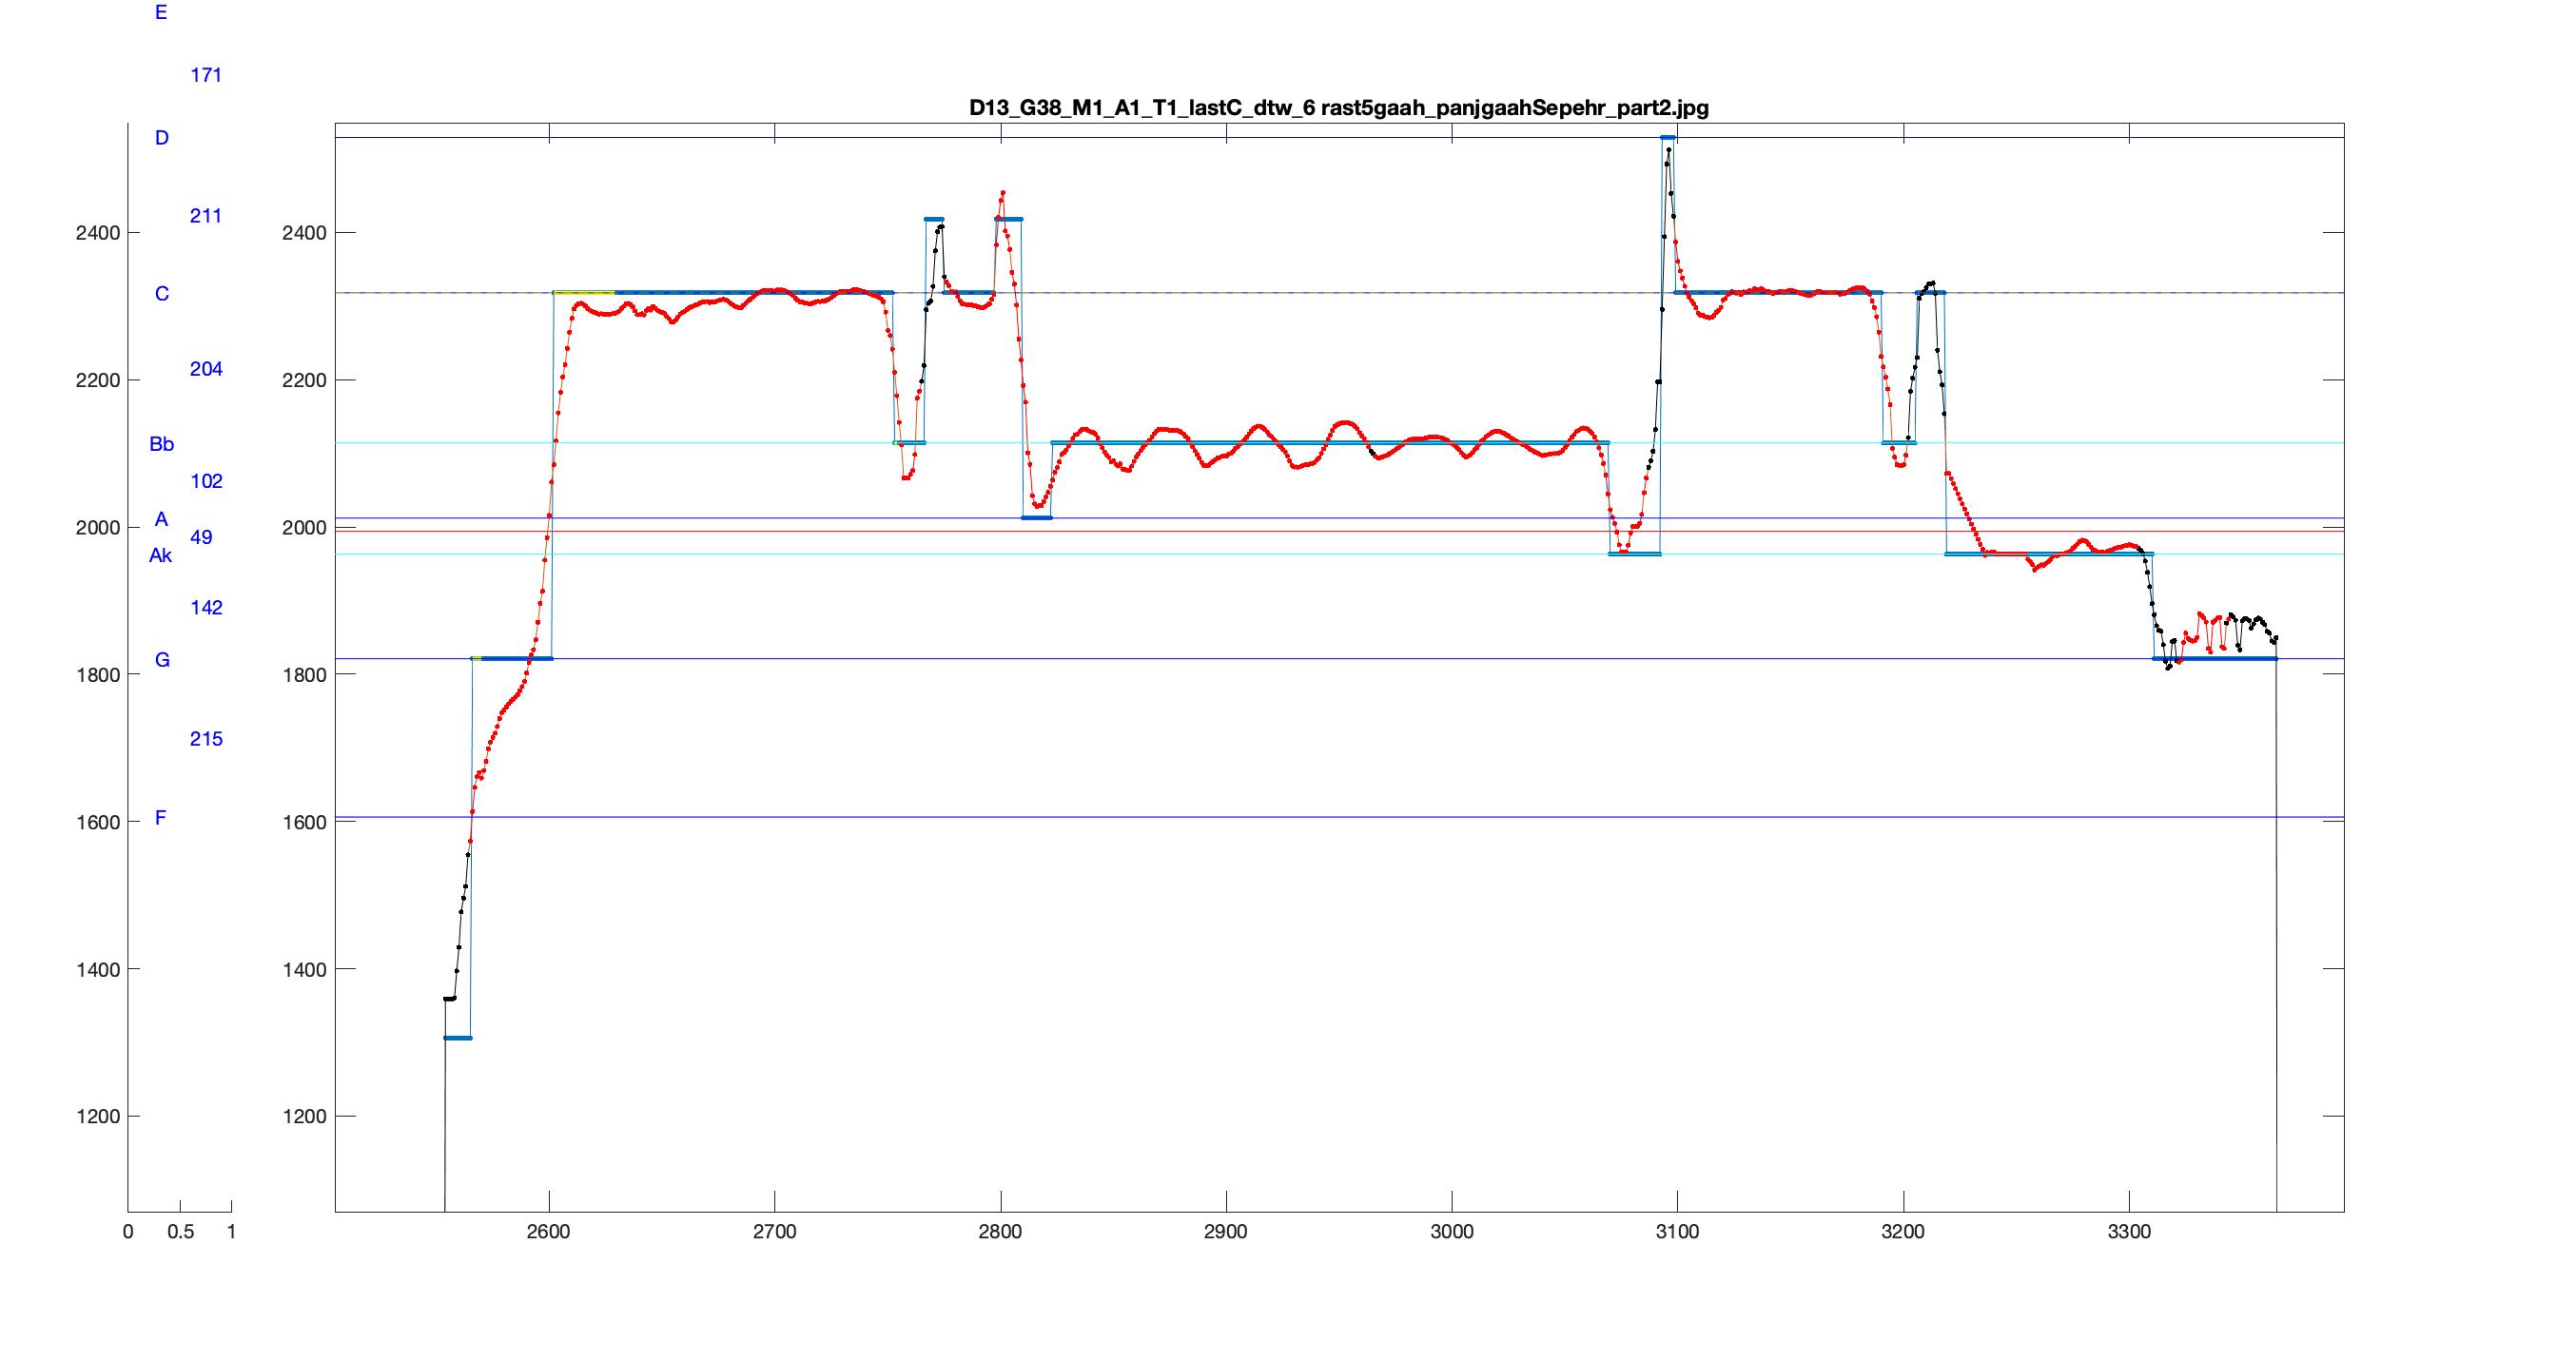 E
171
D13_G38_M1_A1_T1_lastC_dtw_6 rast5gaah_panjgaahSepehr_part2.jpg
D
211
2400 2400
C
204
2200 2200
Bb
102
A
2000 2000
49
Ak
142
G
1800 1800
215
F
1600 1600
1400 1400
1200 1200
0 0.5 1 2600 2700 2800 2900 3000 3100 3200 3300